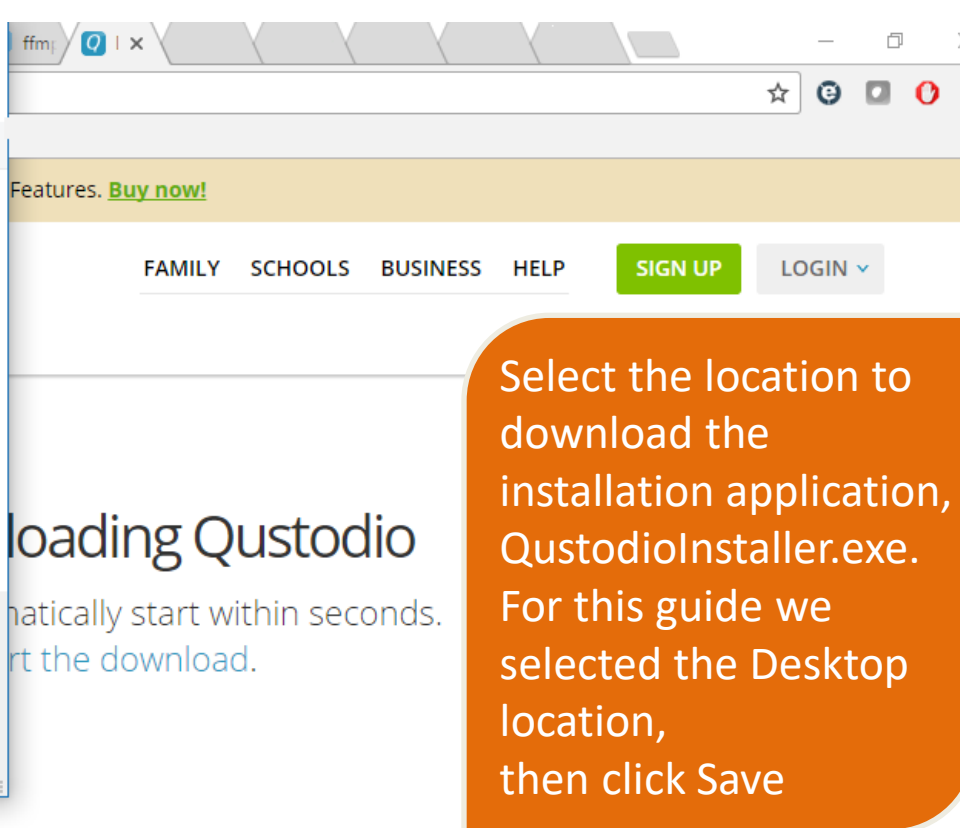 ffm
Features. Buy now!
FAMILY SCHOOLS BUSINESS HELP SIGN UP LOGIN
loading Qustodio
natically start within seconds.
rt the download.
Select the location to
download the
installation application,
QustodioInstaller.exe.
For this guide we
selected the Desktop
location,
then click Save